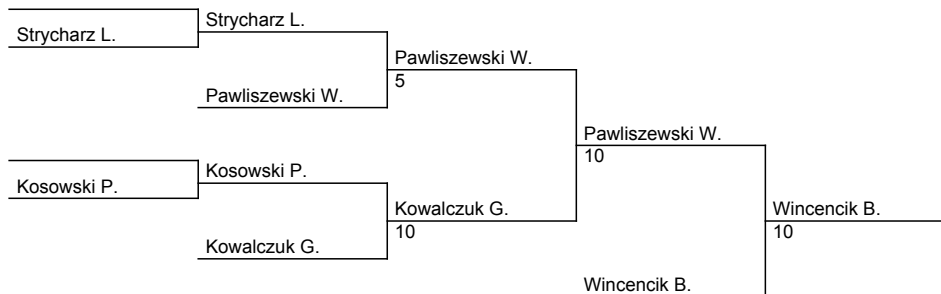 Strycharz L.
Strycharz L.
Pawliszewski W.
5
Pawliszewski W.
Pawliszewski W.
10
Kosowski P.
Kosowski P.
Kowalczuk G.
10
Kowalczuk G.
Wincencik B.
10
Wincencik B.